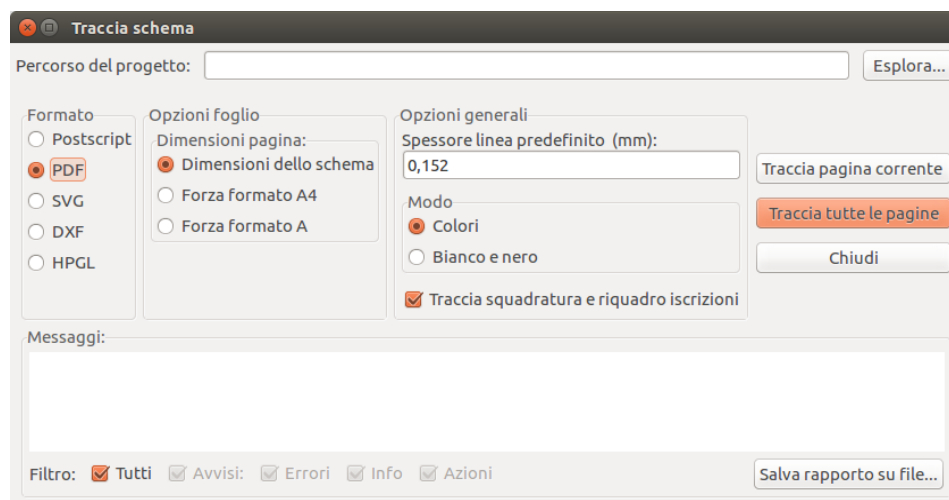 Traccia schema
Percorso del progetto:
Esplora...
Formato
Postscript
PDF
SVG
DXF
HPGL
Opzioni foglio
Dimensioni pagina:
Dimensioni dello schema
Forza formato A4
Forza formato A
Opzioni generali
Spessore linea predefinito (mm):
0,152
Modo
Colori
Bianco e nero
Traccia squadratura e riquadro iscrizioni
Traccia pagina corrente
Traccia tutte le pagine
Chiudi
Messaggi:
Filtro: Tutti Avvisi: Errori Info Azioni
Salva rapporto su file...